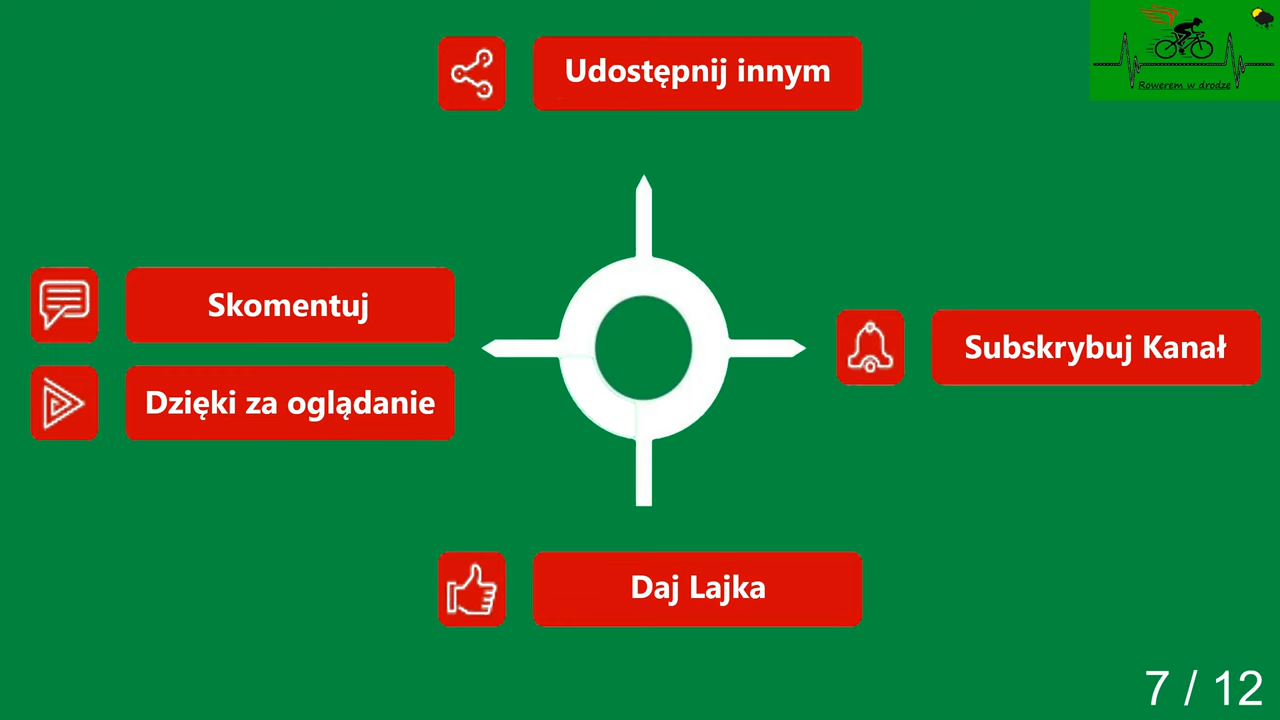 Udostępnij innym
Rowerem w drodze
Skomentuj
Dzięki za oglądanie
Subskrybuj Kanał
Daj Lajka
7 / 12